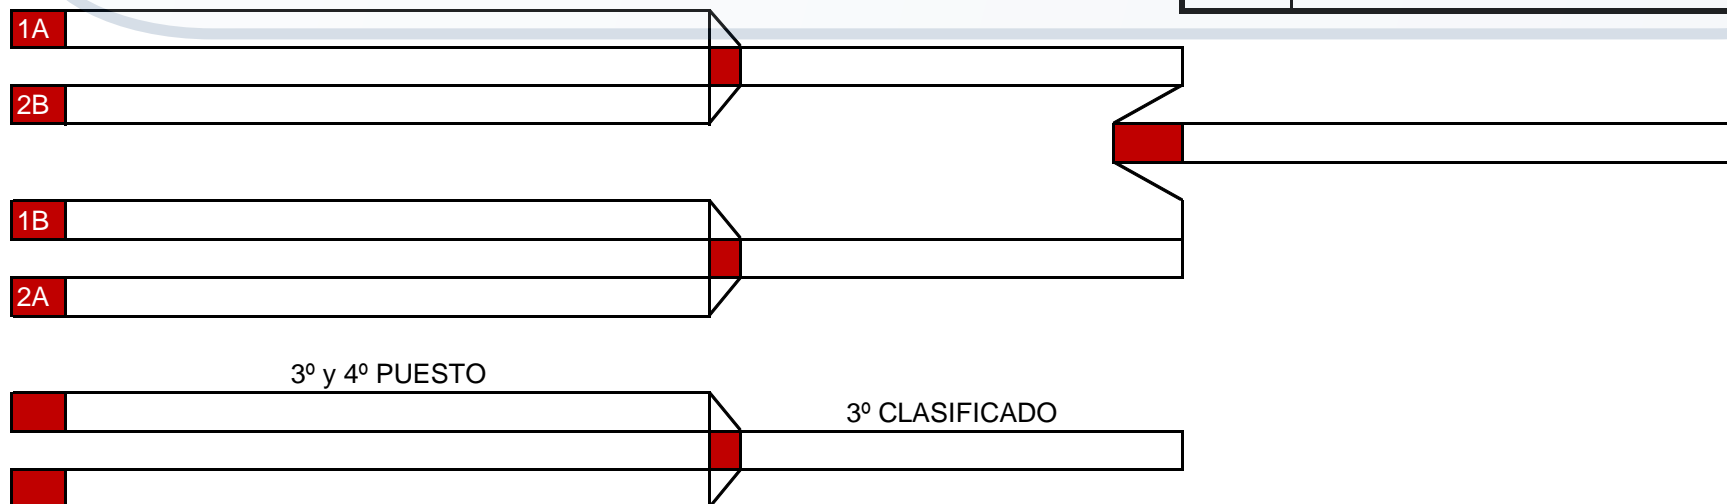 1A
2B
1B
2A
3º y 4º PUESTO
3º CLASIFICADO